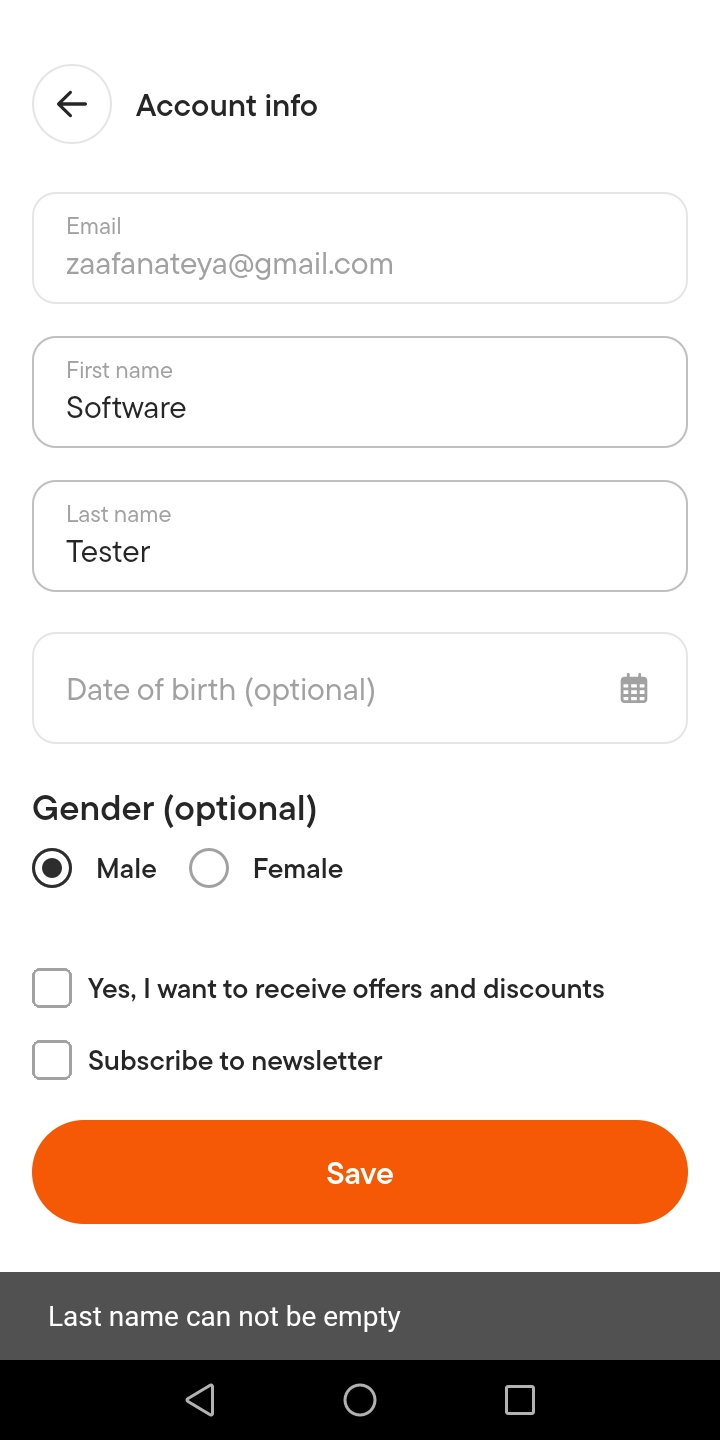 Account info
Email
zaafanateya@gmail.com
First name
Software
Last name
Tester
Date of birth (optional)
Gender (optional)
Male Female
Yes, I want to receive offers and discounts
Subscribe to newsletter
Save
Last name can not be empty